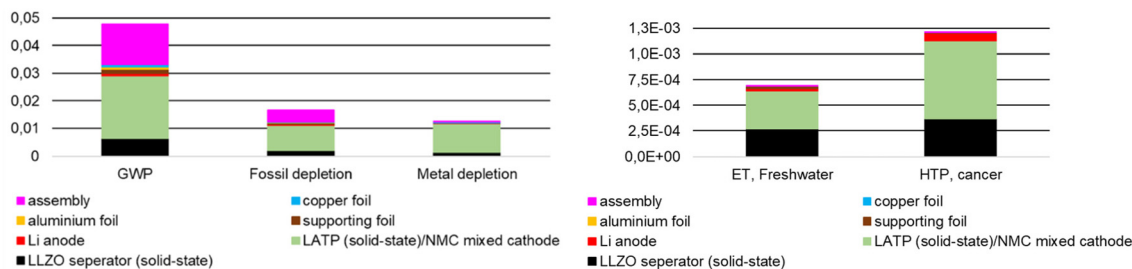 0,05
0,04
0,03
0,02
0,01
0
GWP
Fossil depletion
Metal depletion
assembly
copper foil
aluminium foil
supporting foil
Li anode
LATP (solid-state)/NMC mixed cathode
LLZO seperator (solid-state)
1,3E-03
1,0E-03
7,5E-04
5,0E-04
2,5E-04
0,0E+00
ET, Freshwater
HTP, cancer
assembly
copper foil
aluminium foil
supporting foil
Li anode
LATP (solid-state)/NMC mixed cathode
LLZO seperator (solid-state)